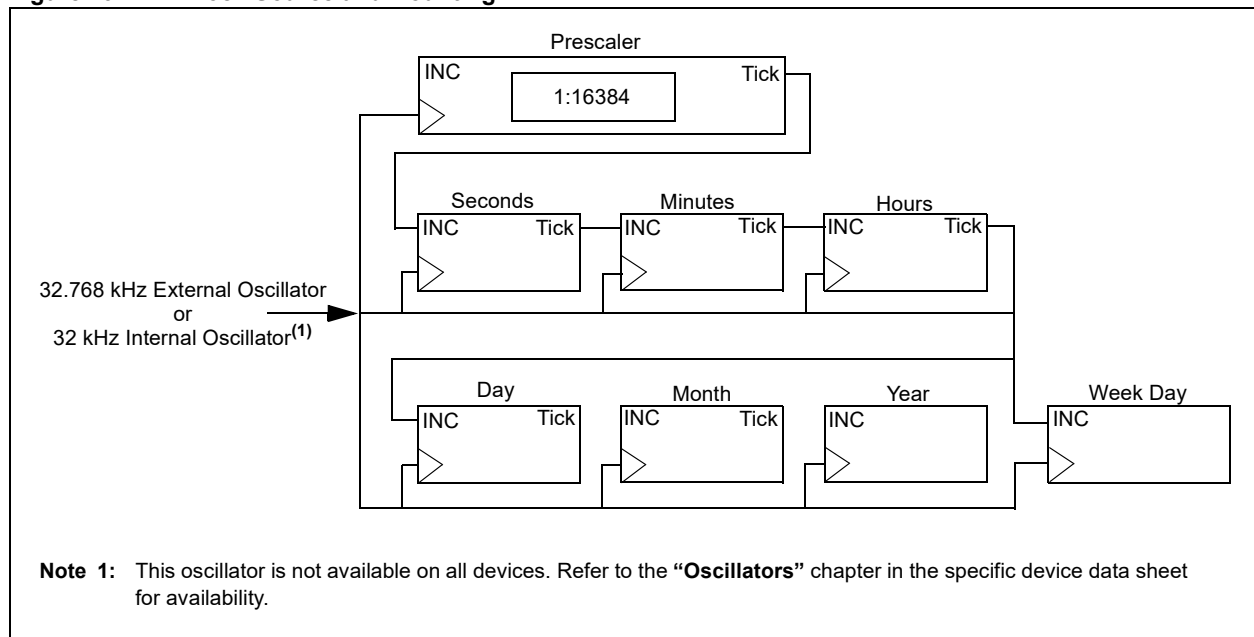 Prescaler
INC Tick
1:16384
Seconds Minutes Hours
INC Tick INC Tick INC Tick
32.768 kHz External Oscillator
or
32 kHz Internal Oscillator(1)
Day Month Year Week Day
INC Tick INC Tick INC INC
Note 1: This oscillator is not available on all devices. Refer to the “Oscillators” chapter in the specific device data sheet
for availability.